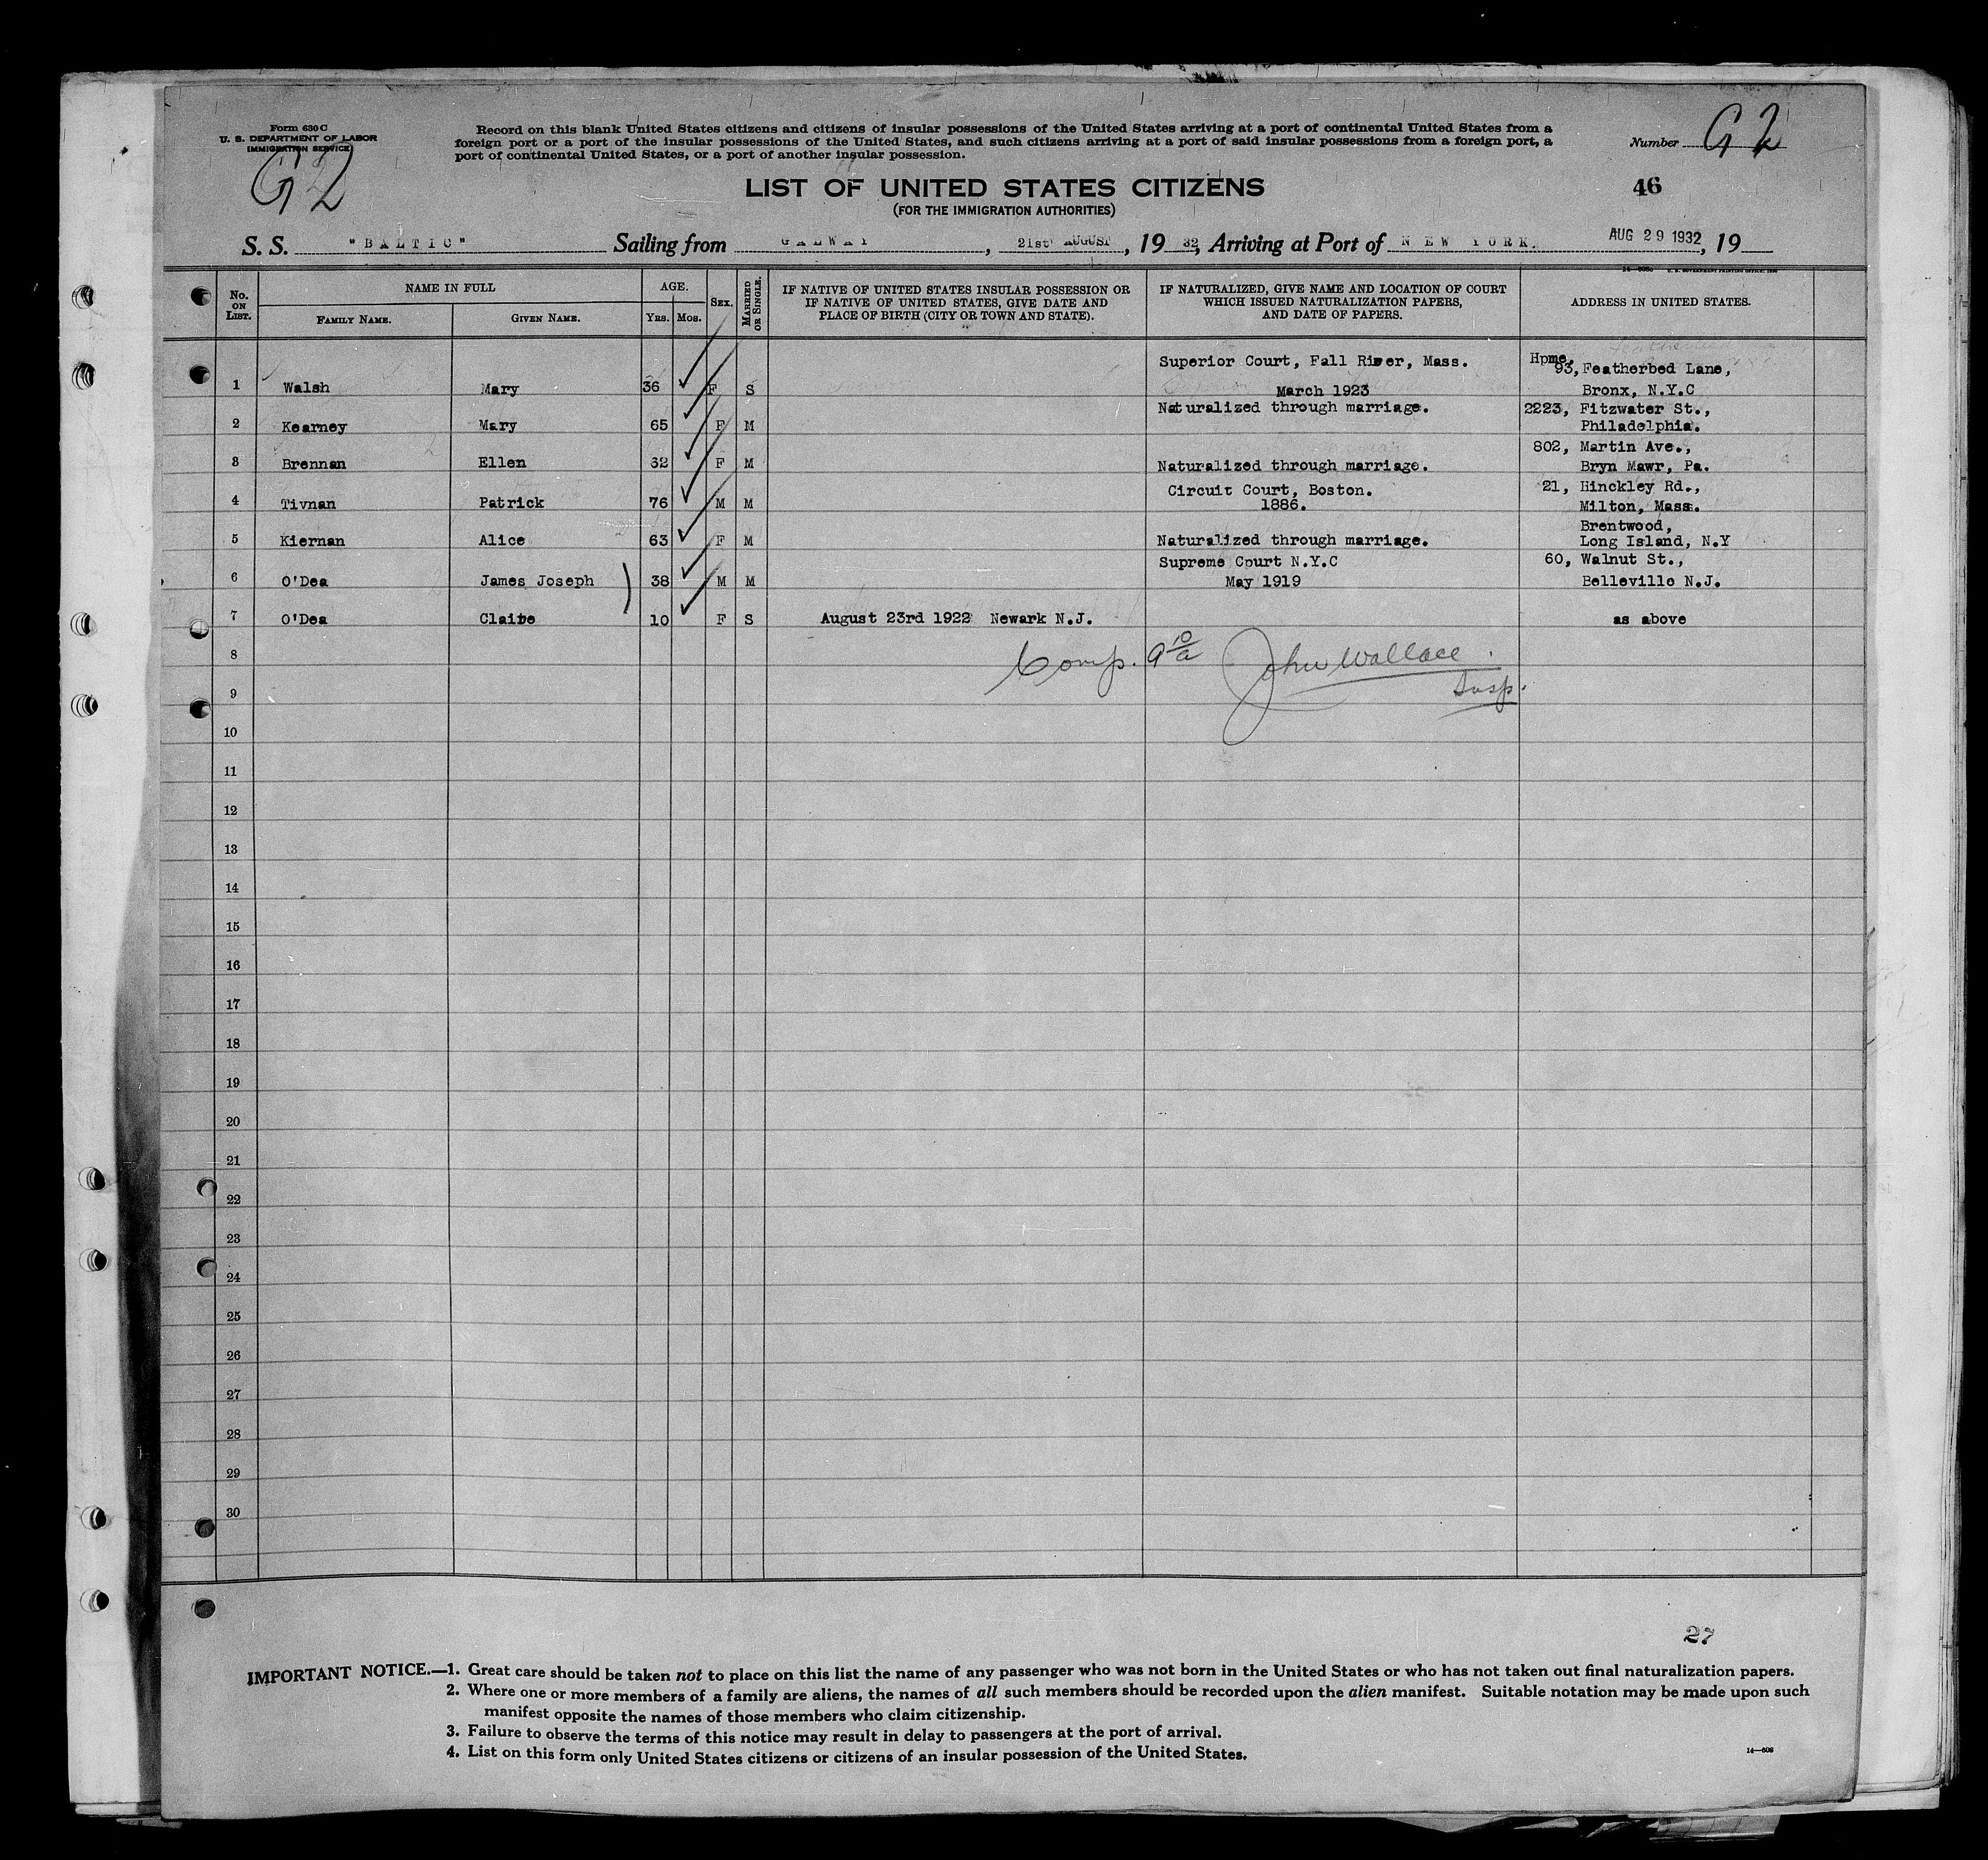 Form 630 C
U. S. DEPARTMENT OF LABOR
IMMIGRATION SERVICE
G 2
Record on this blank United States citizens and citizens of insular possessions of the United States arriving at a port of continental United States from a
foreign port or a port of the insular possessions of the United States, and such citizens arriving at a port of said insular possessions from a foreign port, a
port of continental United States, or a port of another insular possession.
Number G 2
LIST OF UNITED STATES CITIZENS
(FOR THE IMMIGRATION AUTHORITIES)
46
S. S. "BALTIC" Sailing from GALWAY, 21st AUGUST, 19 32, Arriving at Port of NEW YORK. AUG 29 1932, 19
No. ON LIST. NAME IN FULL FAMILY NAME. GIVEN NAME. AGE. YRS. MOS. SEX. MARRIED OR SINGLE.
IF NATIVE OF UNITED STATES INSULAR POSSESSION OR
IF NATIVE OF UNITED STATES, GIVE DATE AND
PLACE OF BIRTH (CITY OR TOWN AND STATE).
IF NATURALIZED, GIVE NAME AND LOCATION OF COURT
WHICH ISSUED NATURALIZATION PAPERS,
AND DATE OF PAPERS.
ADDRESS IN UNITED STATES.
Superior Court, Fall River, Mass. Hpme. 93, Featherbed Lane,
1 Walsh Mary 36 ✓ F S March 1923 Bronx, N.Y.C
Naturalized through marriage. 2223, Fitzwater St.,
2 Kearney Mary 65 ✓ F M Philadelphia.
802, Martin Ave.,
3 Brennan Ellen 32 ✓ F M Naturalized through marriage. Bryn Mawr, Pa.
Circuit Court, Boston. 21, Hinckley Rd.,
4 Tivnan Patrick 76 ✓ M M 1886. Milton, Mass.
Brentwood,
5 Kiernan Alice 63 ✓ F M Naturalized through marriage. Long Island, N.Y
Supreme Court N.Y.C 60, Walnut St.,
6 O'Dea James Joseph ) 38 ✓ M M May 1919 Belleville N.J.
7 O'Dea Claire 10 ✓ F S August 23rd 1922 Newark N.J. as above
8
Comp. John Wallace.
Insp.
9
10
11
12
13
14
15
16
17
18
19
20
21
22
23
24
25
26
27
28
29
30
27
IMPORTANT NOTICE.—1. Great care should be taken not to place on this list the name of any passenger who was not born in the United States or who has not taken out final naturalization papers.
2. Where one or more members of a family are aliens, the names of all such members should be recorded upon the alien manifest. Suitable notation may be made upon such
manifest opposite the names of those members who claim citizenship.
3. Failure to observe the terms of this notice may result in delay to passengers at the port of arrival.
4. List on this form only United States citizens or citizens of an insular possession of the United States.
14—608